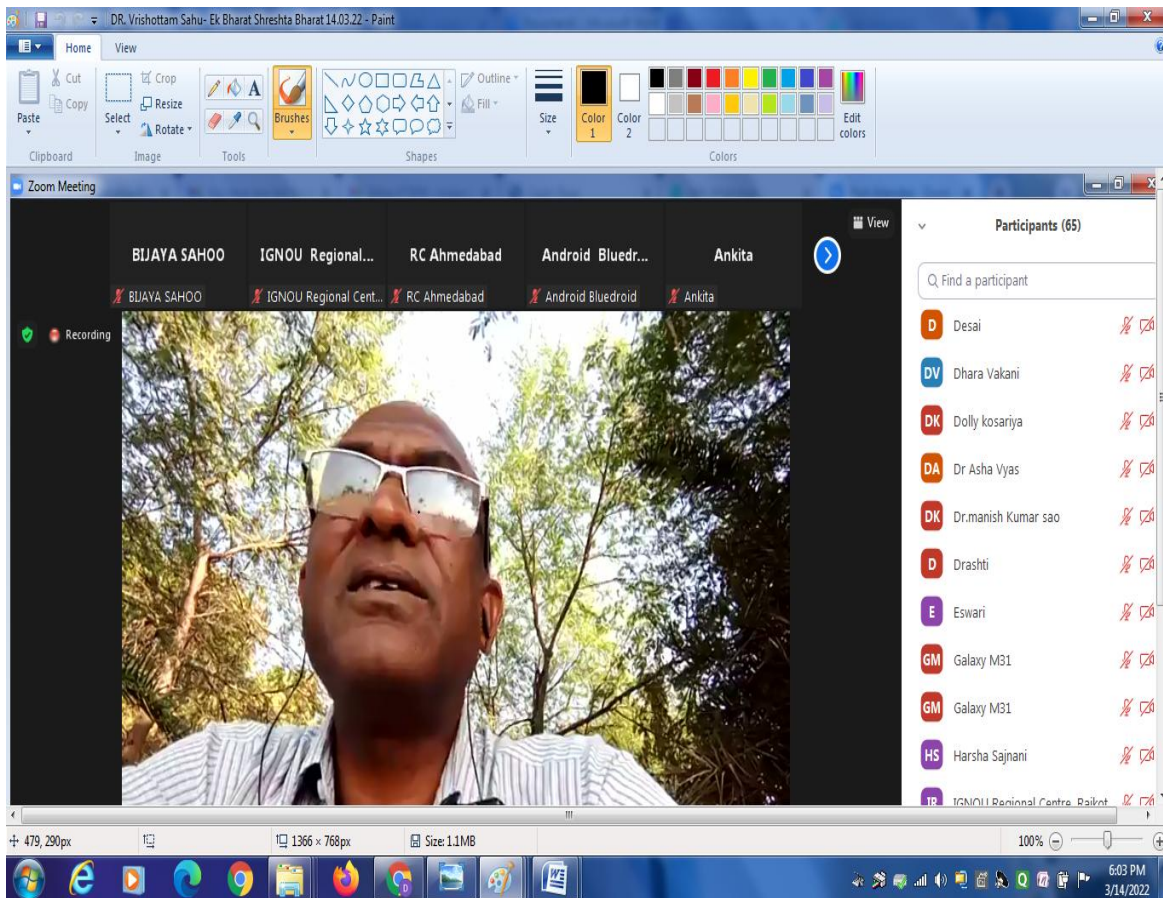 DR. Vrishottam Sahu- Ek Bharat Shreshta Bharat 14.03.22 - Paint
Home View
Cut
Copy
Paste
Clipboard
Select
Crop
Resize
Rotate
Image
A
Tools
Brushes
Outline
Fill
Shapes
Size
Color 1
Color 2
Edit colors
Colors
Zoom Meeting
View
BIJAYA SAHOO IGNOU Regional... RC Ahmedabad Android Bluedr... Ankita
BIJAYA SAHOO IGNOU Regional Cent... RC Ahmedabad Android Bluedroid Ankita
Recording
Participants (65)
Find a participant
D Desai
DV Dhara Vakani
DK Dolly kosariya
DA Dr Asha Vyas
DK Dr.manish Kumar sao
D Drashti
E Eswari
GM Galaxy M31
GM Galaxy M31
HS Harsha Sajnani
IR IGNOU Regional Centre, Rajkot
479, 290px 1366 × 768px Size: 1.1MB 100%
6:03 PM
3/14/2022